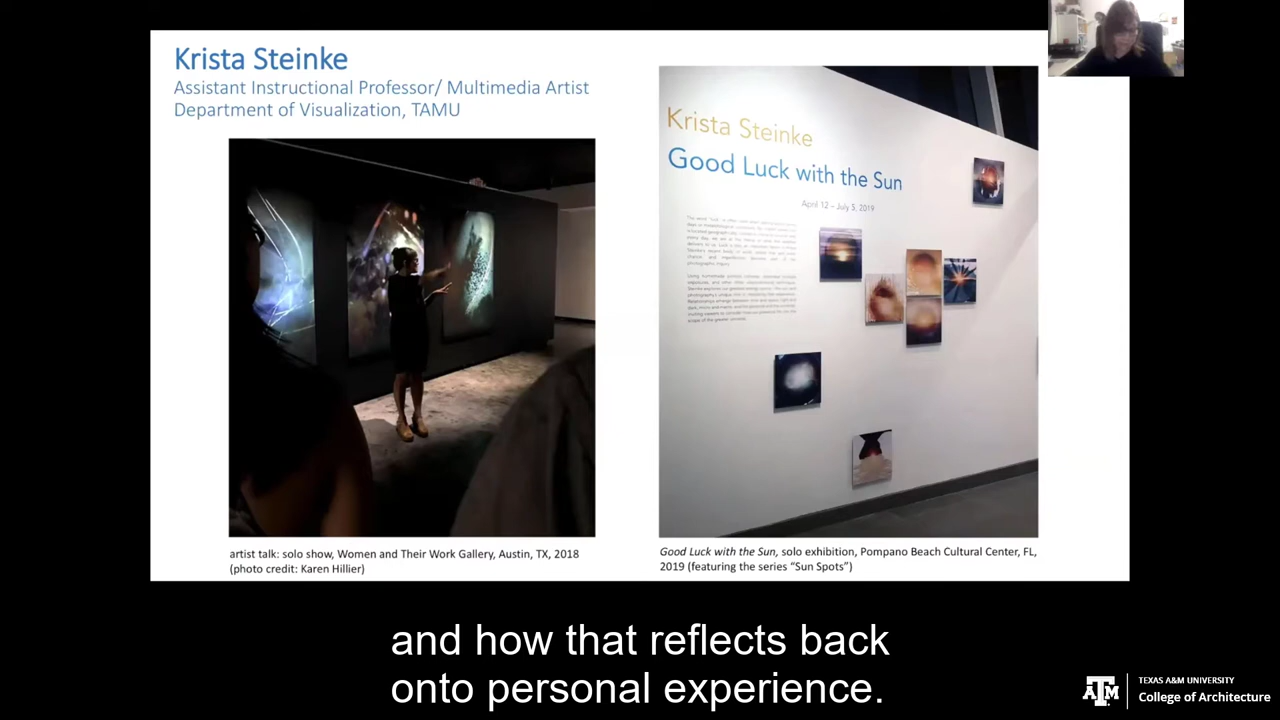 Krista Steinke
Assistant Instructional Professor/ Multimedia Artist
Department of Visualization, TAMU
Krista Steinke
Good Luck with the Sun
April 12 – July 5, 2019
artist talk: solo show, Women and Their Work Gallery, Austin, TX, 2018
(photo credit: Karen Hillier)
Good Luck with the Sun, solo exhibition, Pompano Beach Cultural Center, FL,
2019 (featuring the series “Sun Spots”)
and how that reflects back
onto personal experience.
ATM
TEXAS A&M UNIVERSITY
College of Architecture